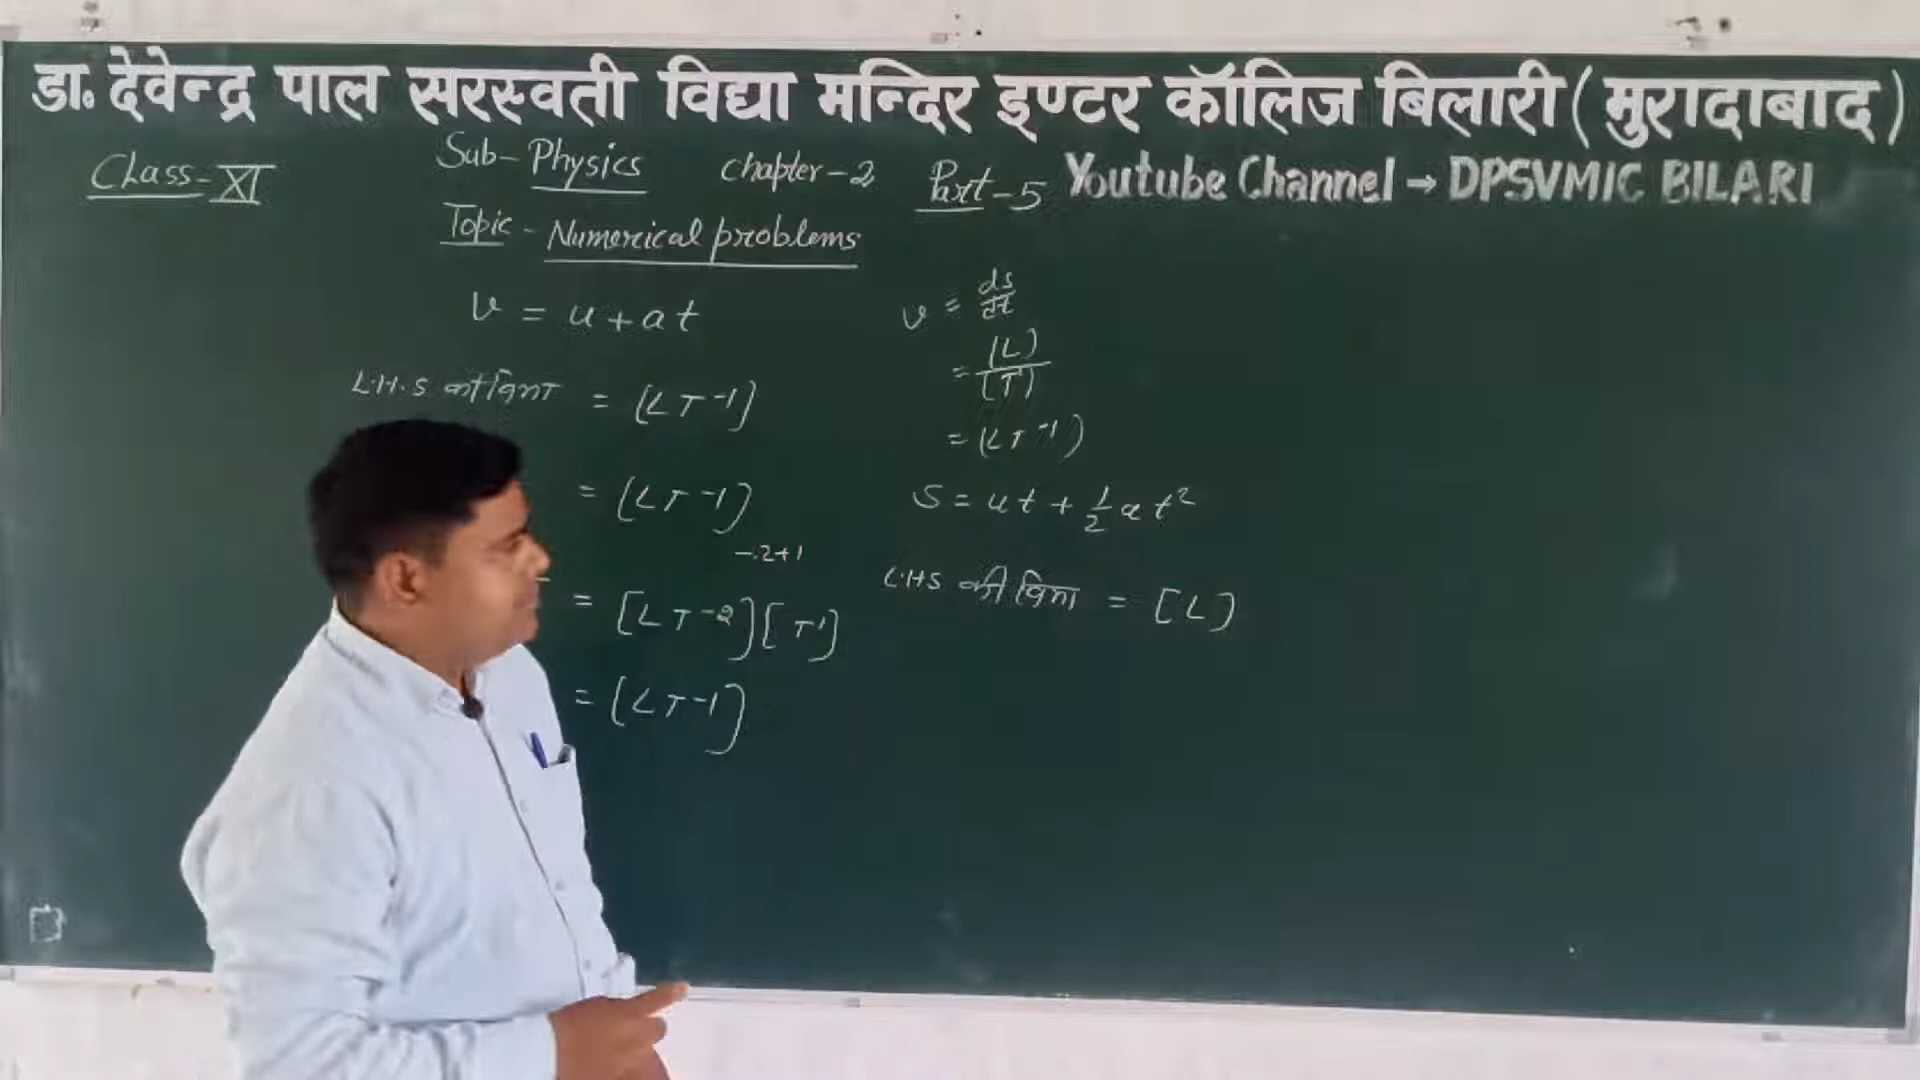 डा. देवेन्द्र पाल सरस्वती विद्या मन्दिर इण्टर कॉलिज बिलारी ( मुरादाबाद )
Class-XI Sub-Physics Chapter-2 Part-5 Youtube Channel → DPSVMIC BILARI
Topic- Numerical problems
v = u + at
L.H.S का विमा = [LT⁻¹]
= [LT⁻¹]
-2+1
= [LT⁻²][T¹]
= [LT⁻¹]
v = ds/dt
= [L]/[T]
= [LT⁻¹]
S = ut + 1/2 at²
L.H.S की विमा = [L]